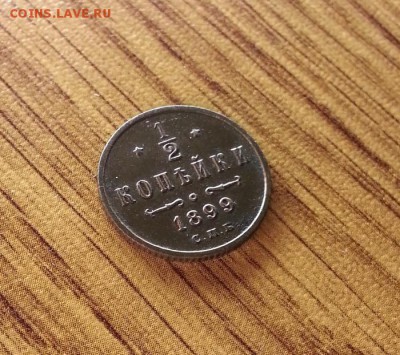 COINS.LAVE.RU
1/2
КОПѢЙКИ
1899
С.П.Б.